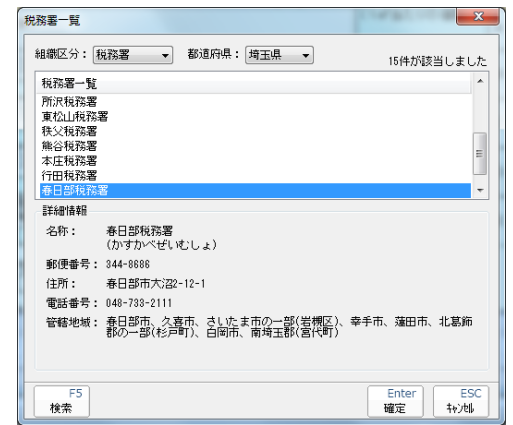 税務署一覧
組織区分： 税務署 都道府県： 埼玉県 15件が該当しました
税務署一覧
所沢税務署
東松山税務署
秩父税務署
熊谷税務署
本庄税務署
行田税務署
春日部税務署
詳細情報
名称： 春日部税務署
(かすかべぜいむしょ)
郵便番号： 344-8686
住所： 春日部市大沼2-12-1
電話番号： 048-733-2111
管轄地域： 春日部市、久喜市、さいたま市の一部(岩槻区)、幸手市、蓮田市、北葛飾
郡の一部(杉戸町)、白岡市、南埼玉郡(宮代町)
F5 Enter ESC
検索 確定 ｷｬﾝｾﾙ